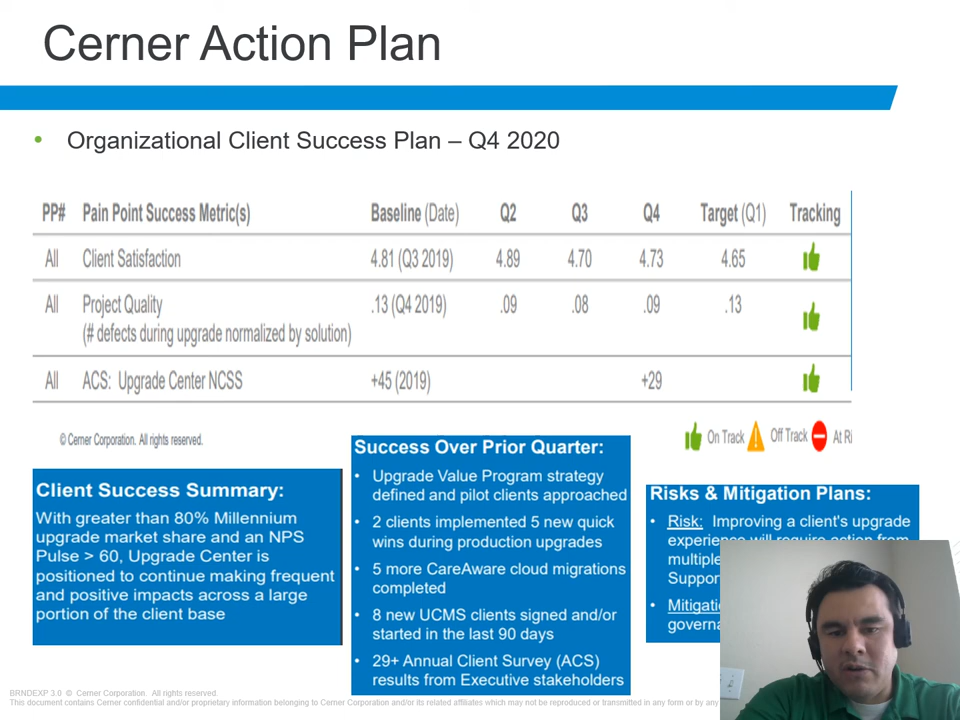 Cerner Action Plan
• Organizational Client Success Plan – Q4 2020
PP# Pain Point Success Metric(s) Baseline (Date) Q2 Q3 Q4 Target (Q1) Tracking
All Client Satisfaction 4.81 (Q3 2019) 4.89 4.70 4.73 4.65
All Project Quality .13 (Q4 2019) .09 .08 .09 .13
(# defects during upgrade normalized by solution)
All ACS: Upgrade Center NCSS +45 (2019) +29
© Cerner Corporation. All rights reserved.
On Track Off Track At Ri
Client Success Summary:
With greater than 80% Millennium
upgrade market share and an NPS
Pulse > 60, Upgrade Center is
positioned to continue making frequent
and positive impacts across a large
portion of the client base
Success Over Prior Quarter:
• Upgrade Value Program strategy
defined and pilot clients approached
• 2 clients implemented 5 new quick
wins during production upgrades
• 5 more CareAware cloud migrations
completed
• 8 new UCMS clients signed and/or
started in the last 90 days
• 29+ Annual Client Survey (ACS)
results from Executive stakeholders
Risks & Mitigation Plans:
• Risk: Improving a client's upgrade
experience will require action from
multiple
Support
• Mitigati
governa
BRNDEXP 3.0 © Cerner Corporation. All rights reserved.
This document contains Cerner confidential and/or proprietary information belonging to Cerner Corporation and/or its related affiliates which may not be reproduced or transmitted in any form or by any